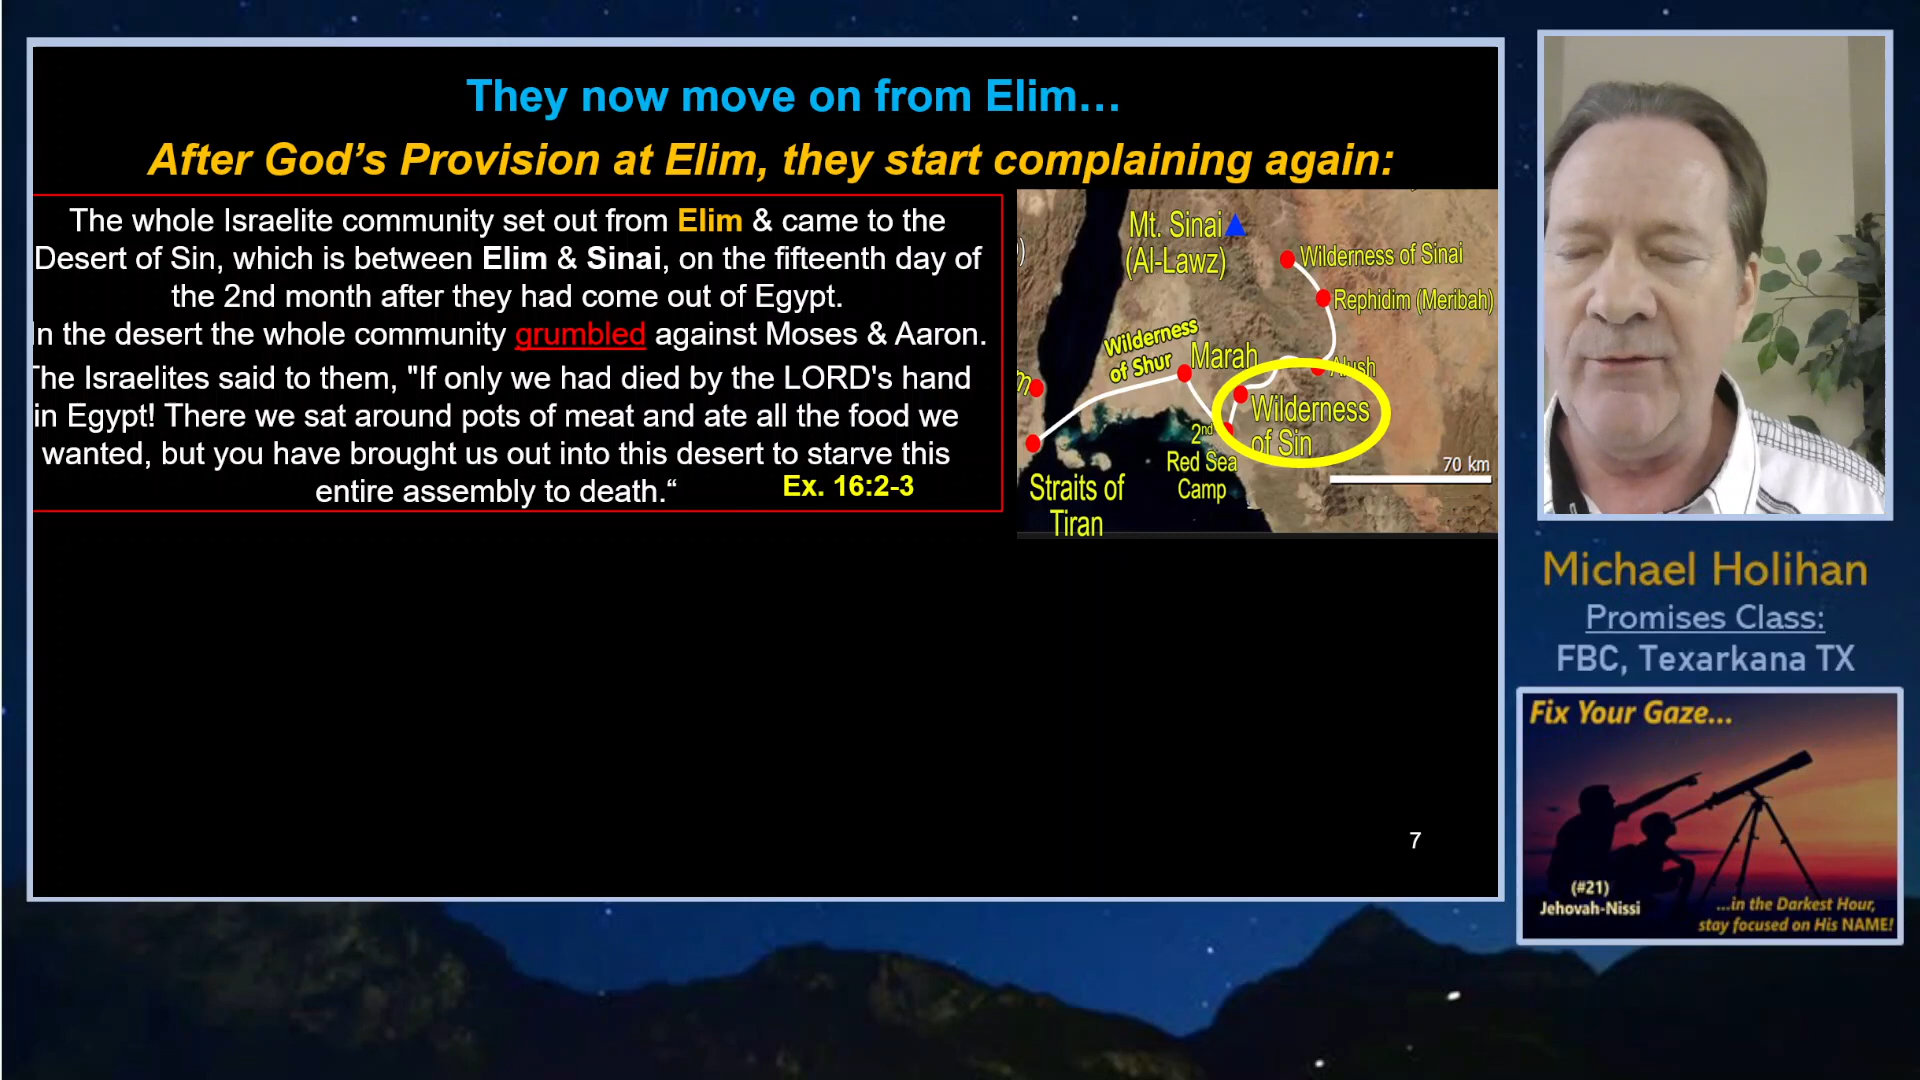 They now move on from Elim…
After God’s Provision at Elim, they start complaining again:
The whole Israelite community set out from Elim & came to the
Desert of Sin, which is between Elim & Sinai, on the fifteenth day of
the 2nd month after they had come out of Egypt.
In the desert the whole community grumbled against Moses & Aaron.
The Israelites said to them, "If only we had died by the LORD's hand
in Egypt! There we sat around pots of meat and ate all the food we
wanted, but you have brought us out into this desert to starve this
entire assembly to death.“
Ex. 16:2-3
Mt. Sinai
(Al-Lawz)
Wilderness of Sinai
Rephidim (Meribah)
Wilderness
of Shur
Marah
Alush
Wilderness
of Sin
2nd
Red Sea
Camp
70 km
Straits of
Tiran
7
Michael Holihan
Promises Class:
FBC, Texarkana TX
Fix Your Gaze...
(#21)
Jehovah-Nissi
...in the Darkest Hour,
stay focused on His NAME!